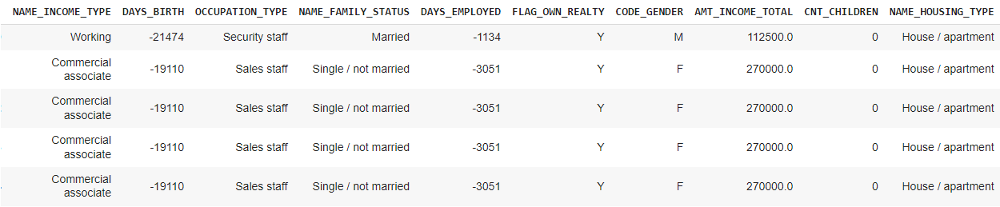 NAME_INCOME_TYPE DAYS_BIRTH OCCUPATION_TYPE NAME_FAMILY_STATUS DAYS_EMPLOYED FLAG_OWN_REALTY CODE_GENDER AMT_INCOME_TOTAL CNT_CHILDREN NAME_HOUSING_TYPE
Working -21474 Security staff Married -1134 Y M 112500.0 0 House / apartment
Commercial associate -19110 Sales staff Single / not married -3051 Y F 270000.0 0 House / apartment
Commercial associate -19110 Sales staff Single / not married -3051 Y F 270000.0 0 House / apartment
Commercial associate -19110 Sales staff Single / not married -3051 Y F 270000.0 0 House / apartment
Commercial associate -19110 Sales staff Single / not married -3051 Y F 270000.0 0 House / apartment